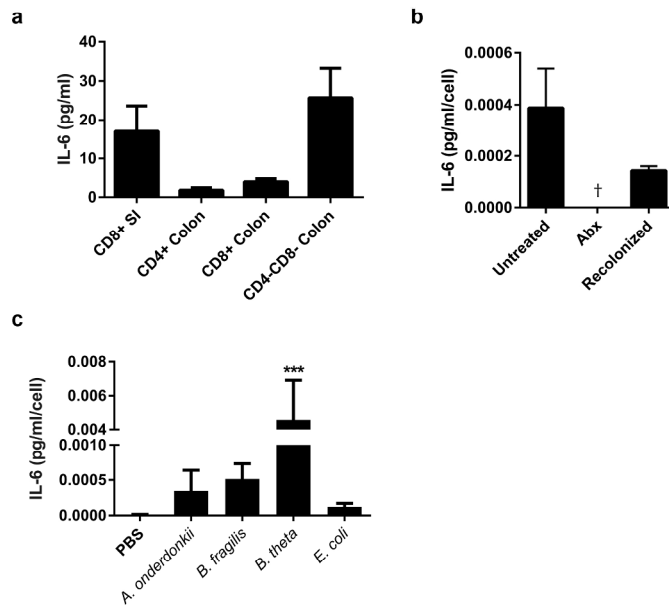 a
IL-6 (pg/ml)
40
30
20
10
0
CD8+ SI
CD4+ Colon
CD8+ Colon
CD4-CD8- Colon
b
IL-6 (pg/ml/cell)
0.0006
0.0004
0.0002
0.0000
†
Untreated
Abx
Recolonized
c
IL-6 (pg/ml/cell)
0.008
0.006
0.004
0.0010
0.0005
0.0000
***
PBS
A. onderdonkii
B. fragilis
B. theta
E. coli